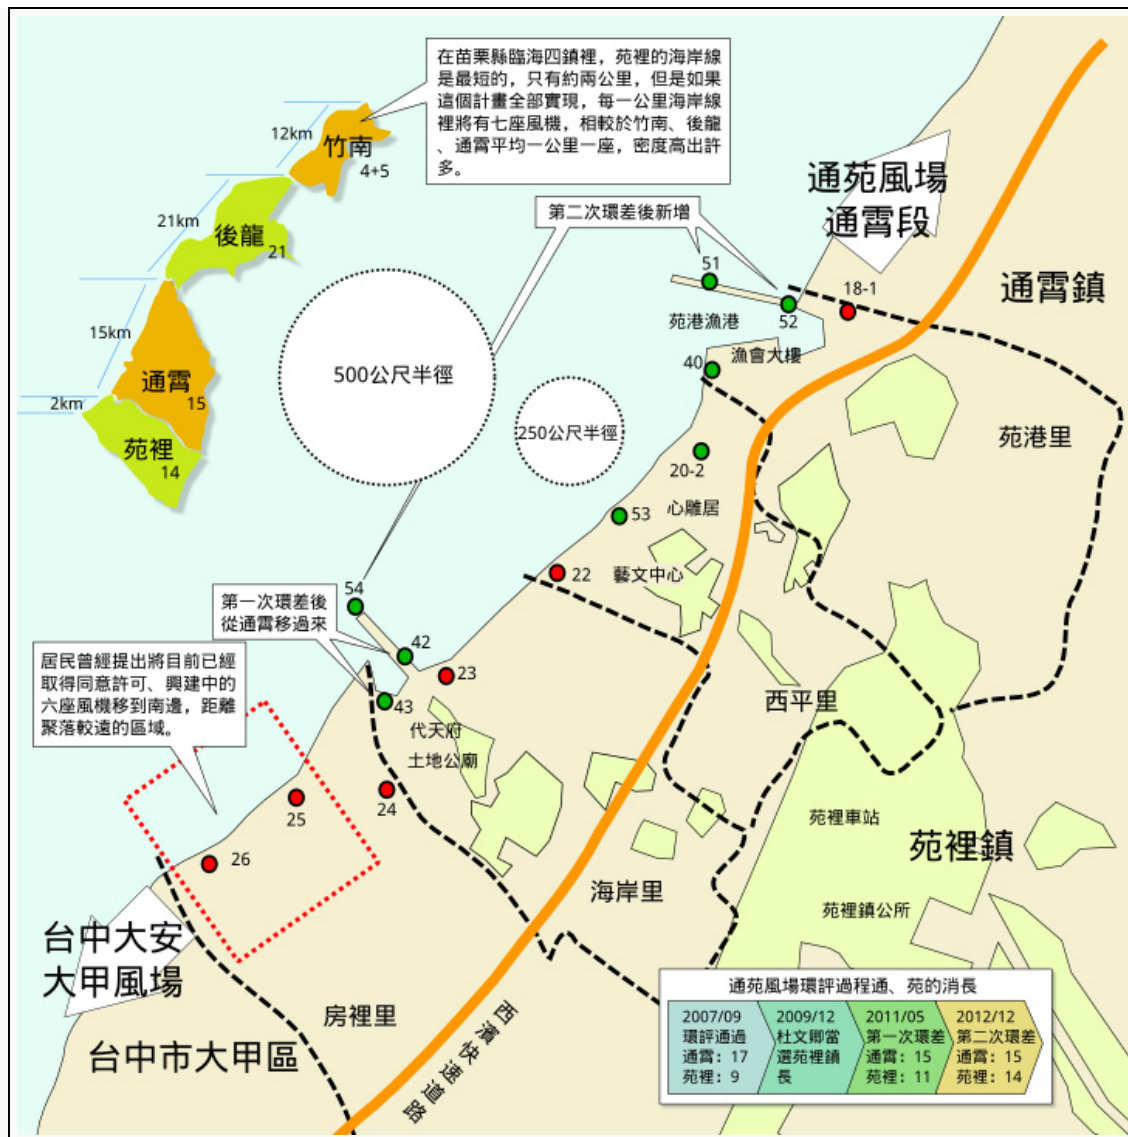 在苗栗縣臨海四鎮裡，苑裡的海岸線
是最短的，只有約兩公里，但是如果
這個計畫全部實現，每一公里海岸線
裡將有七座風機，相較於竹南、後龍
、通霄平均一公里一座，密度高出許
多。
12km
竹南
4+5
21km
後龍
21
15km
通霄
15
2km
苑裡
14
第二次環差後新增
通苑風場
通霄段
通霄鎮
51
52
18-1
苑港漁港
漁會大樓
40
500公尺半徑
250公尺半徑
苑港里
20-2
心雕居
53
22
藝文中心
54
第一次環差後
從通霄移過來
42
23
43
居民曾經提出將目前已經
取得同意許可、興建中的
六座風機移到南邊，距離
聚落較遠的區域。
代天府
土地公廟
西平里
24
25
26
苑裡車站
苑裡鎮
海岸里
苑裡鎮公所
台中大安
大甲風場
房裡里
台中市大甲區
西濱快速道路
通苑風場環評過程通、苑的消長
2007/09
環評通過
通霄：17
苑裡：9
2009/12
杜文卿當
選苑裡鎮
長
2011/05
第一次環差
通霄：15
苑裡：11
2012/12
第二次環差
通霄：15
苑裡：14